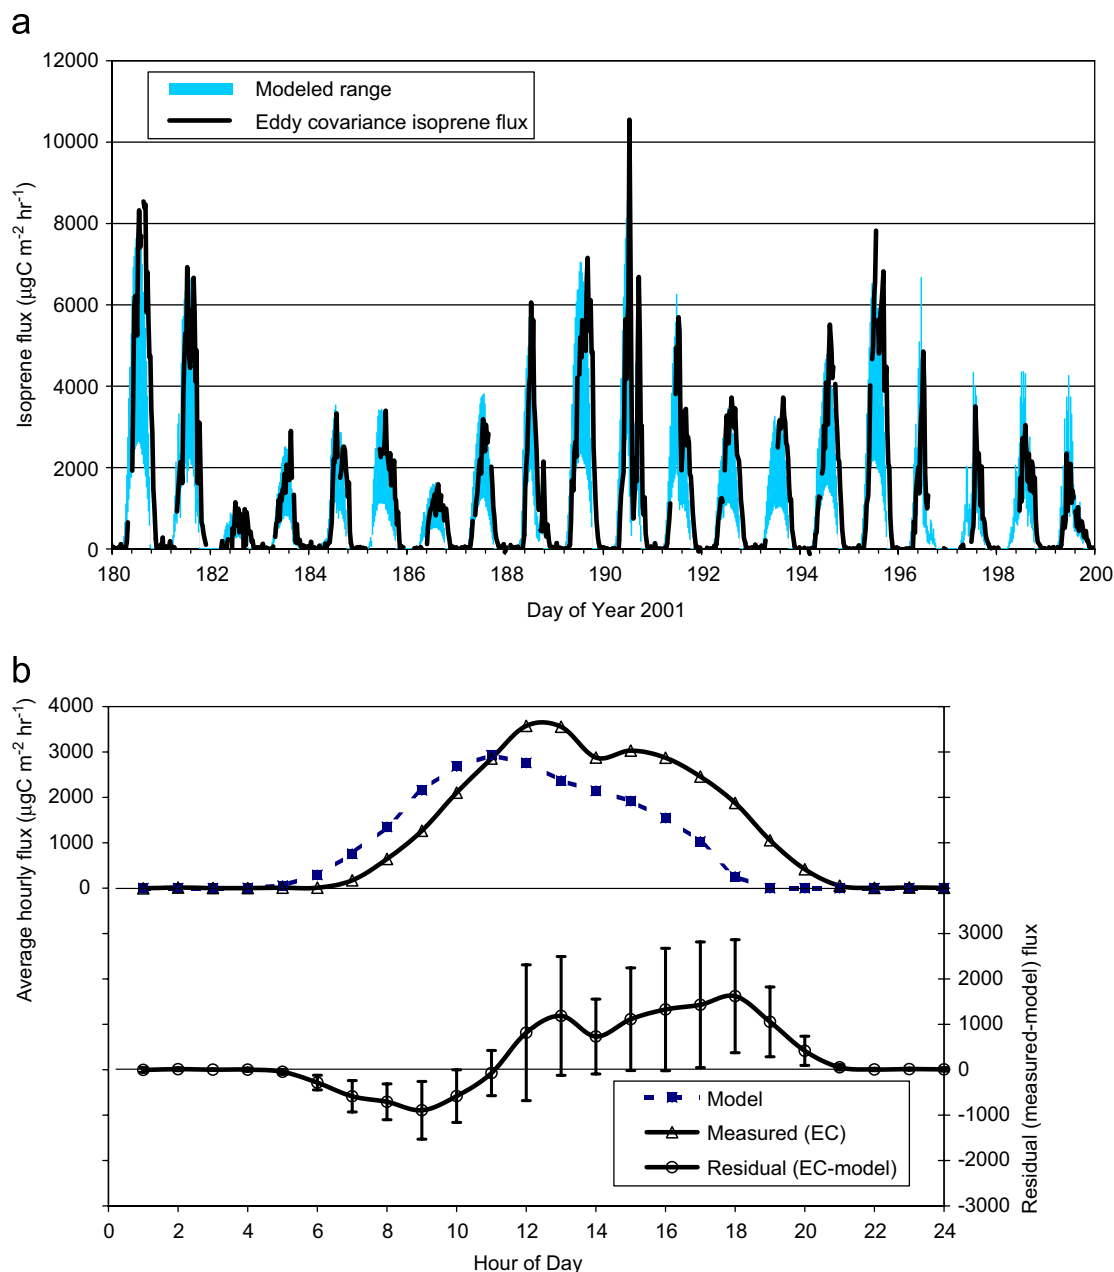 a
Isoprene flux (µgC m⁻² hr⁻¹)
12000
10000
8000
6000
4000
2000
0
Modeled range
Eddy covariance isoprene flux
180 182 184 186 188 190 192 194 196 198 200
Day of Year 2001
b
Average hourly flux (µgC m⁻² hr⁻¹)
4000
3000
2000
1000
0
3000
2000
1000
0
-1000
-2000
-3000
Residual (measured-model) flux
Model
Measured (EC)
Residual (EC-model)
0 2 4 6 8 10 12 14 16 18 20 22 24
Hour of Day